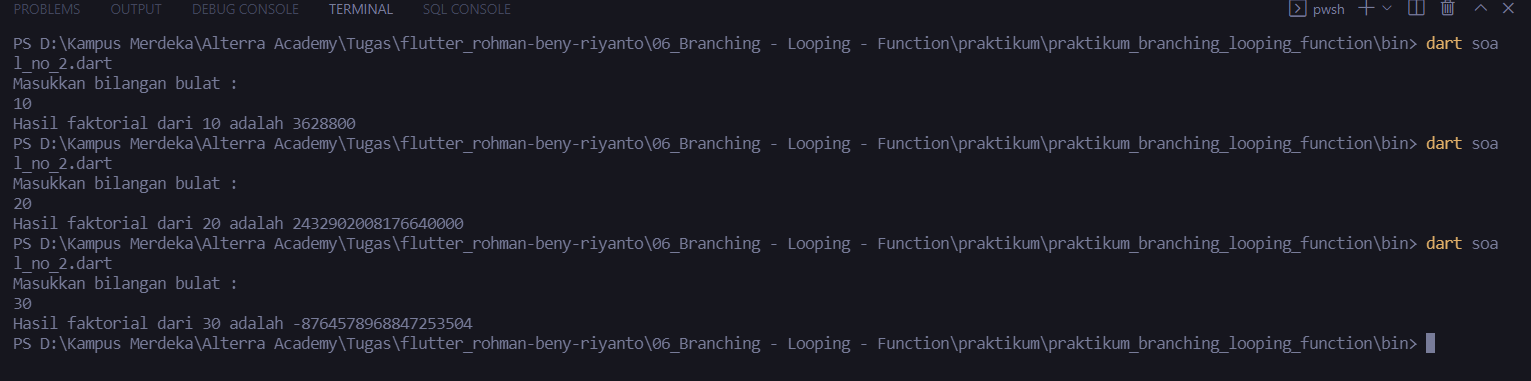 PROBLEMS OUTPUT DEBUG CONSOLE TERMINAL SQL CONSOLE pwsh
PS D:\Kampus Merdeka\Alterra Academy\Tugas\flutter_rohman-beny-riyanto\06_Branching - Looping - Function\praktikum\praktikum_branching_looping_function\bin> dart soa
l_no_2.dart
Masukkan bilangan bulat :
10
Hasil faktorial dari 10 adalah 3628800
PS D:\Kampus Merdeka\Alterra Academy\Tugas\flutter_rohman-beny-riyanto\06_Branching - Looping - Function\praktikum\praktikum_branching_looping_function\bin> dart soa
l_no_2.dart
Masukkan bilangan bulat :
20
Hasil faktorial dari 20 adalah 2432902008176640000
PS D:\Kampus Merdeka\Alterra Academy\Tugas\flutter_rohman-beny-riyanto\06_Branching - Looping - Function\praktikum\praktikum_branching_looping_function\bin> dart soa
l_no_2.dart
Masukkan bilangan bulat :
30
Hasil faktorial dari 30 adalah -8764578968847253504
PS D:\Kampus Merdeka\Alterra Academy\Tugas\flutter_rohman-beny-riyanto\06_Branching - Looping - Function\praktikum\praktikum_branching_looping_function\bin>